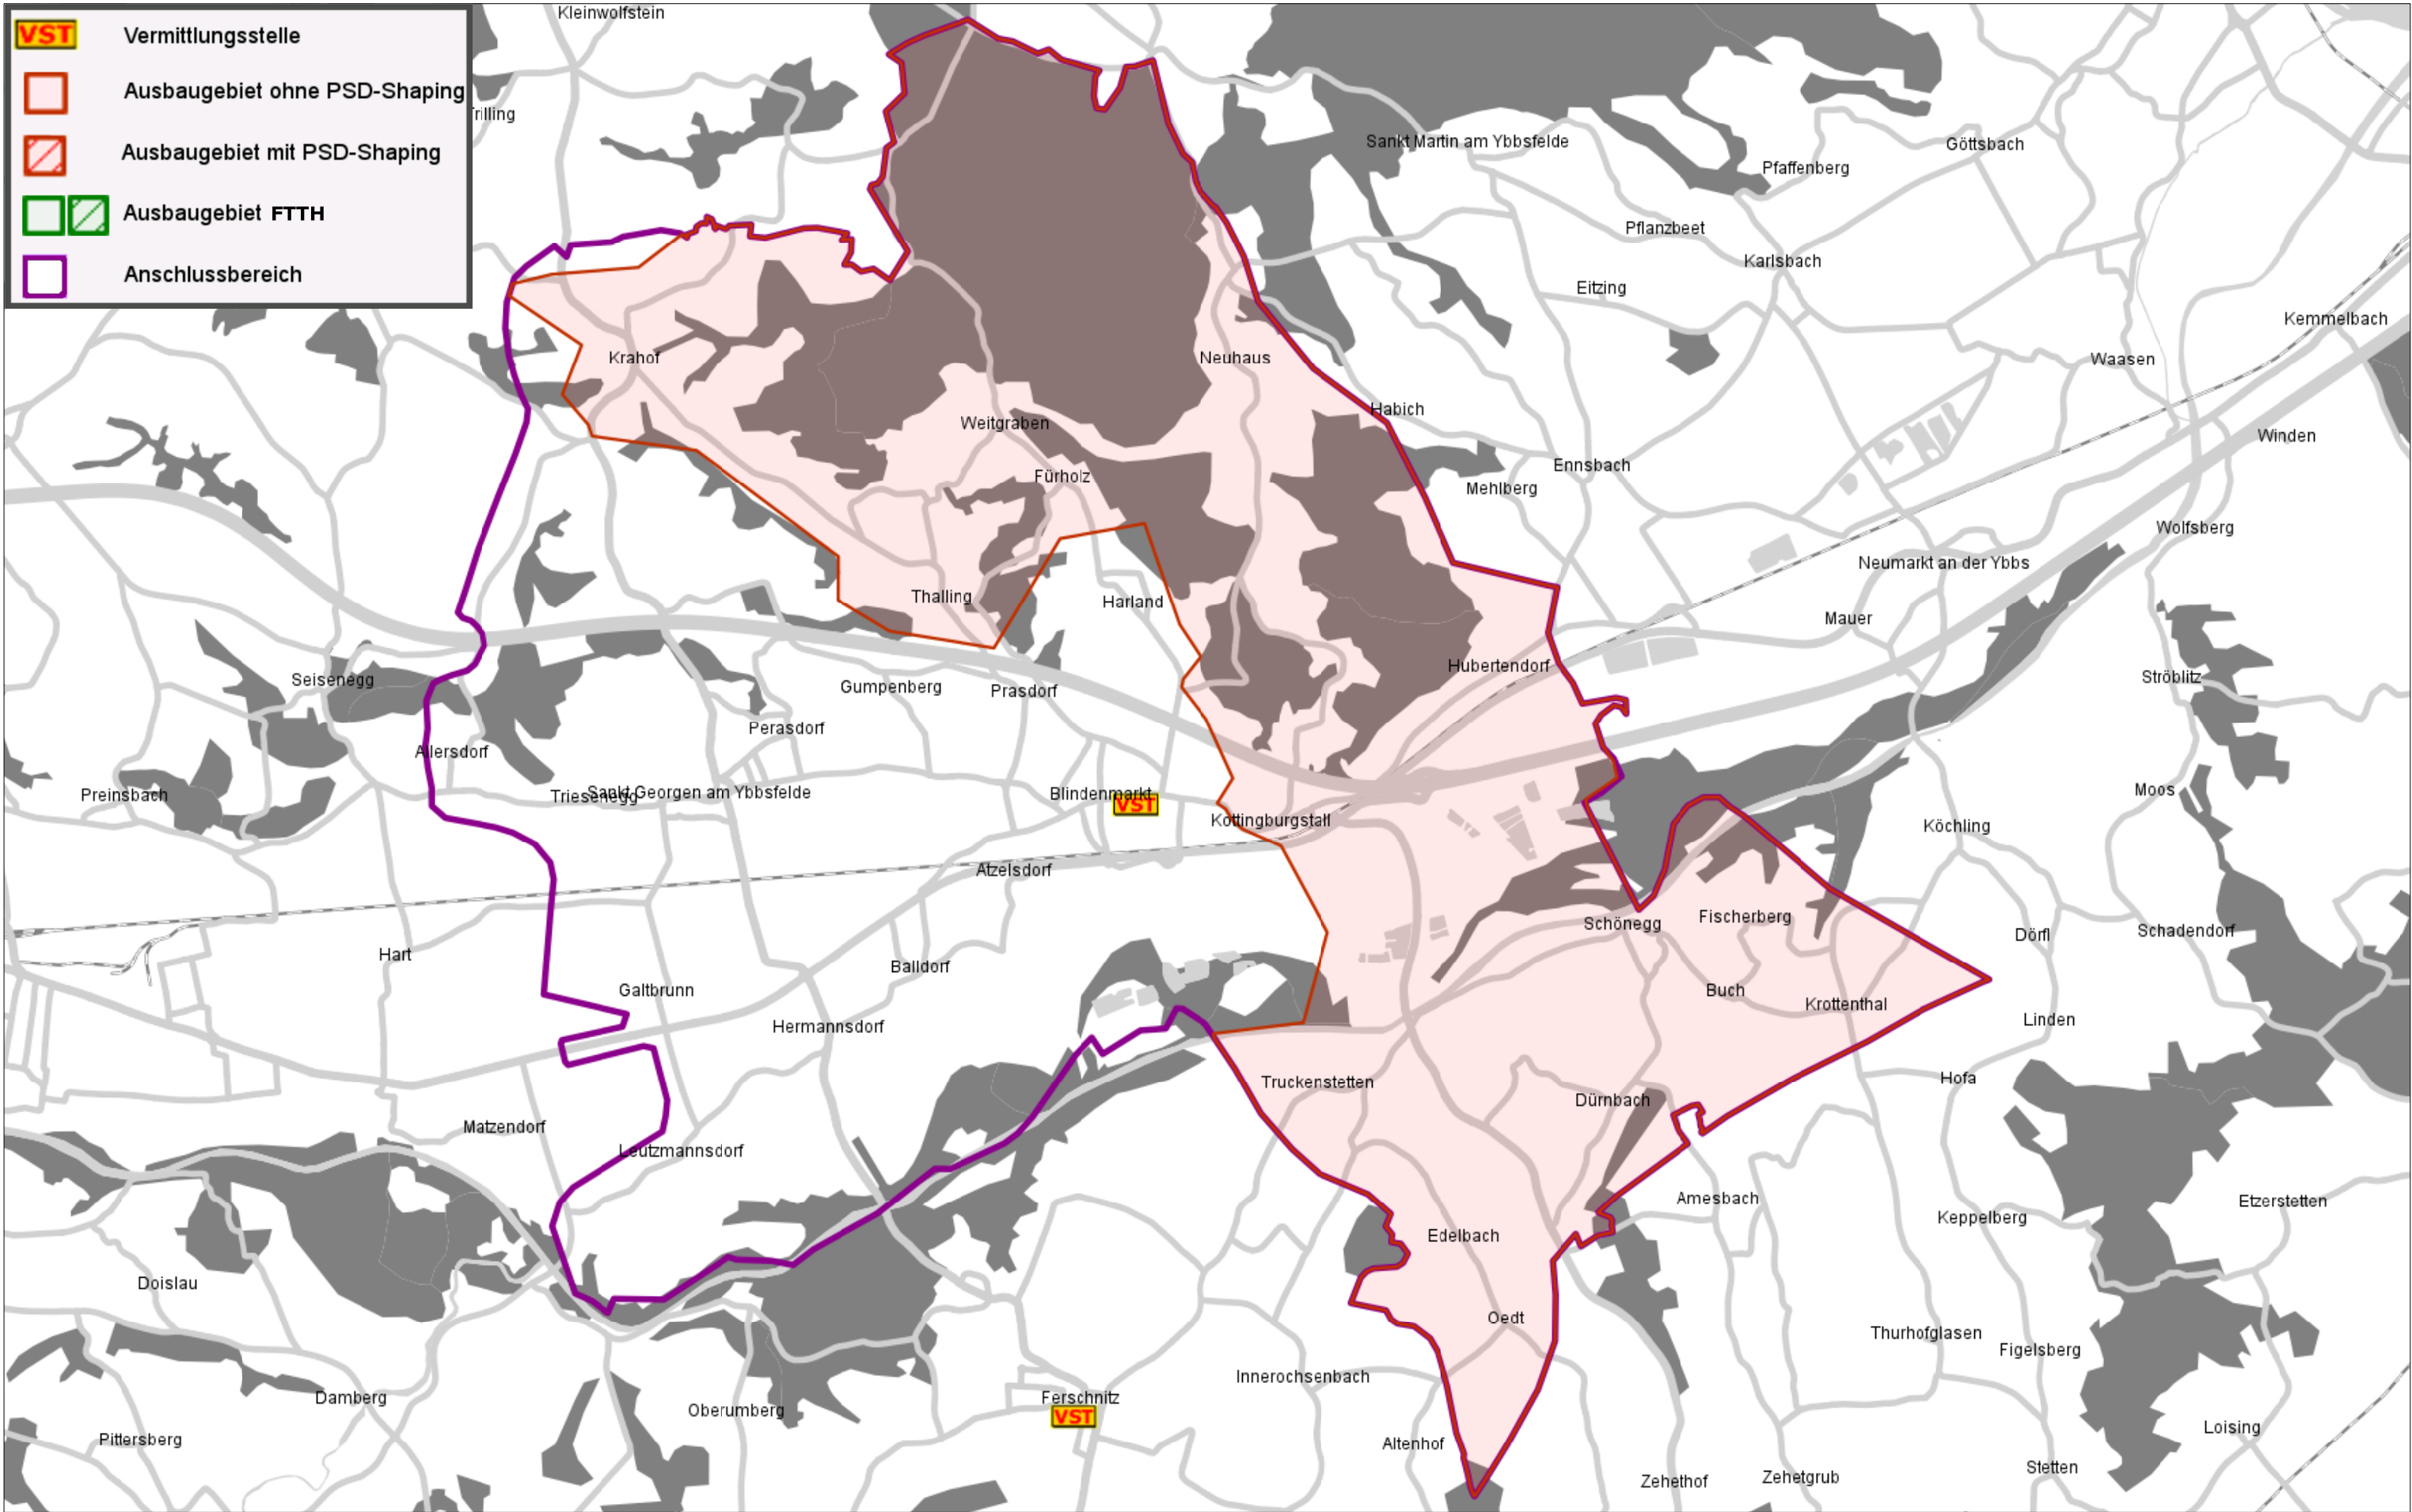 VST Vermittlungsstelle
Ausbaugebiet ohne PSD-Shaping
Ausbaugebiet mit PSD-Shaping
Ausbaugebiet FTTH
Anschlussbereich
Kleinwolfstein
Trilling
Sankt Martin am Ybbsfelde
Göttsbach
Pfaffenberg
Pflanzbeet
Karlsbach
Eitzing
Kemmelbach
Krahof
Neuhaus
Waasen
Habich
Weitgraben
Winden
Ennsbach
Fürholz
Mehlberg
Wolfsberg
Neumarkt an der Ybbs
Thalling
Harland
Mauer
Hubertendorf
Seisenegg
Ströblitz
Gumpenberg
Prasdorf
Perasdorf
Allersdorf
Moos
Preinsbach
Triesenegg
Sankt Georgen am Ybbsfelde
Blindenmarkt
VST
Kottingburgstall
Köchling
Atzelsdorf
Fischerberg
Schönegg
Schadendorf
Dörfl
Hart
Balldorf
Galtbrunn
Buch
Krottenthal
Linden
Hermannsdorf
Hofa
Truckenstetten
Dürnbach
Matzendorf
Leutzmannsdorf
Amesbach
Etzerstetten
Keppelberg
Edelbach
Doislau
Oedt
Thurhofglasen
Figelsberg
Innerochsenbach
Damberg
Ferschnitz
VST
Oberumberg
Loising
Pittersberg
Altenhof
Stetten
Zehethof
Zehetgrub